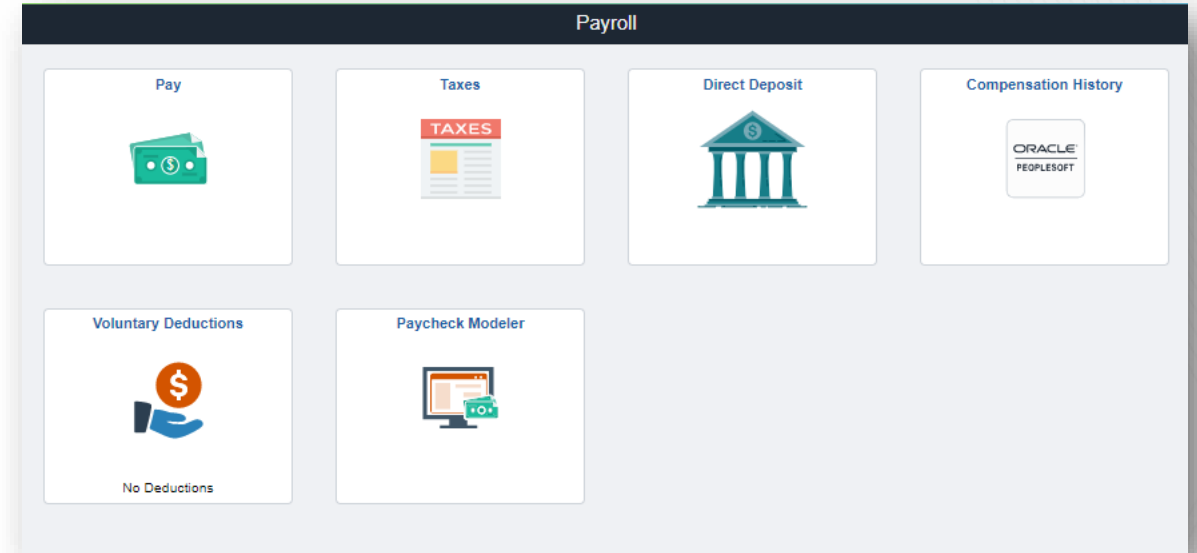 Payroll
Pay
Taxes
Direct Deposit
Compensation History
TAXES
$
$
ORACLE
PEOPLESOFT
Voluntary Deductions
Paycheck Modeler
$
No Deductions